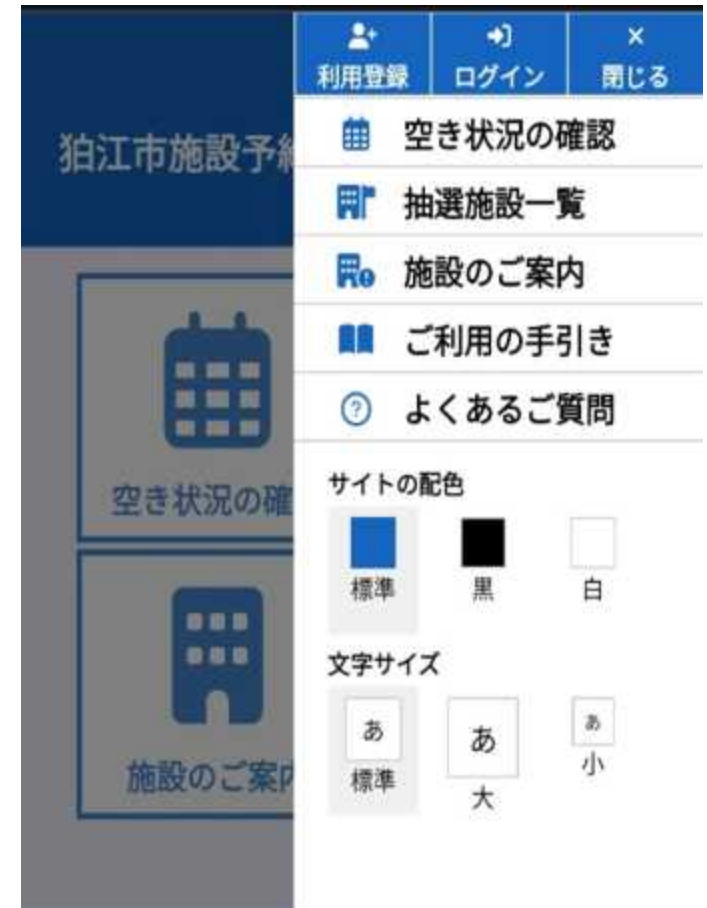 利用登録
ログイン
閉じる
狛江市施設予約
空き状況の確認
抽選施設一覧
施設のご案内
ご利用の手引き
よくあるご質問
空き状況の確
施設のご案内
サイトの配色
標準
黒
白
文字サイズ
あ
標準
あ
大
あ
小